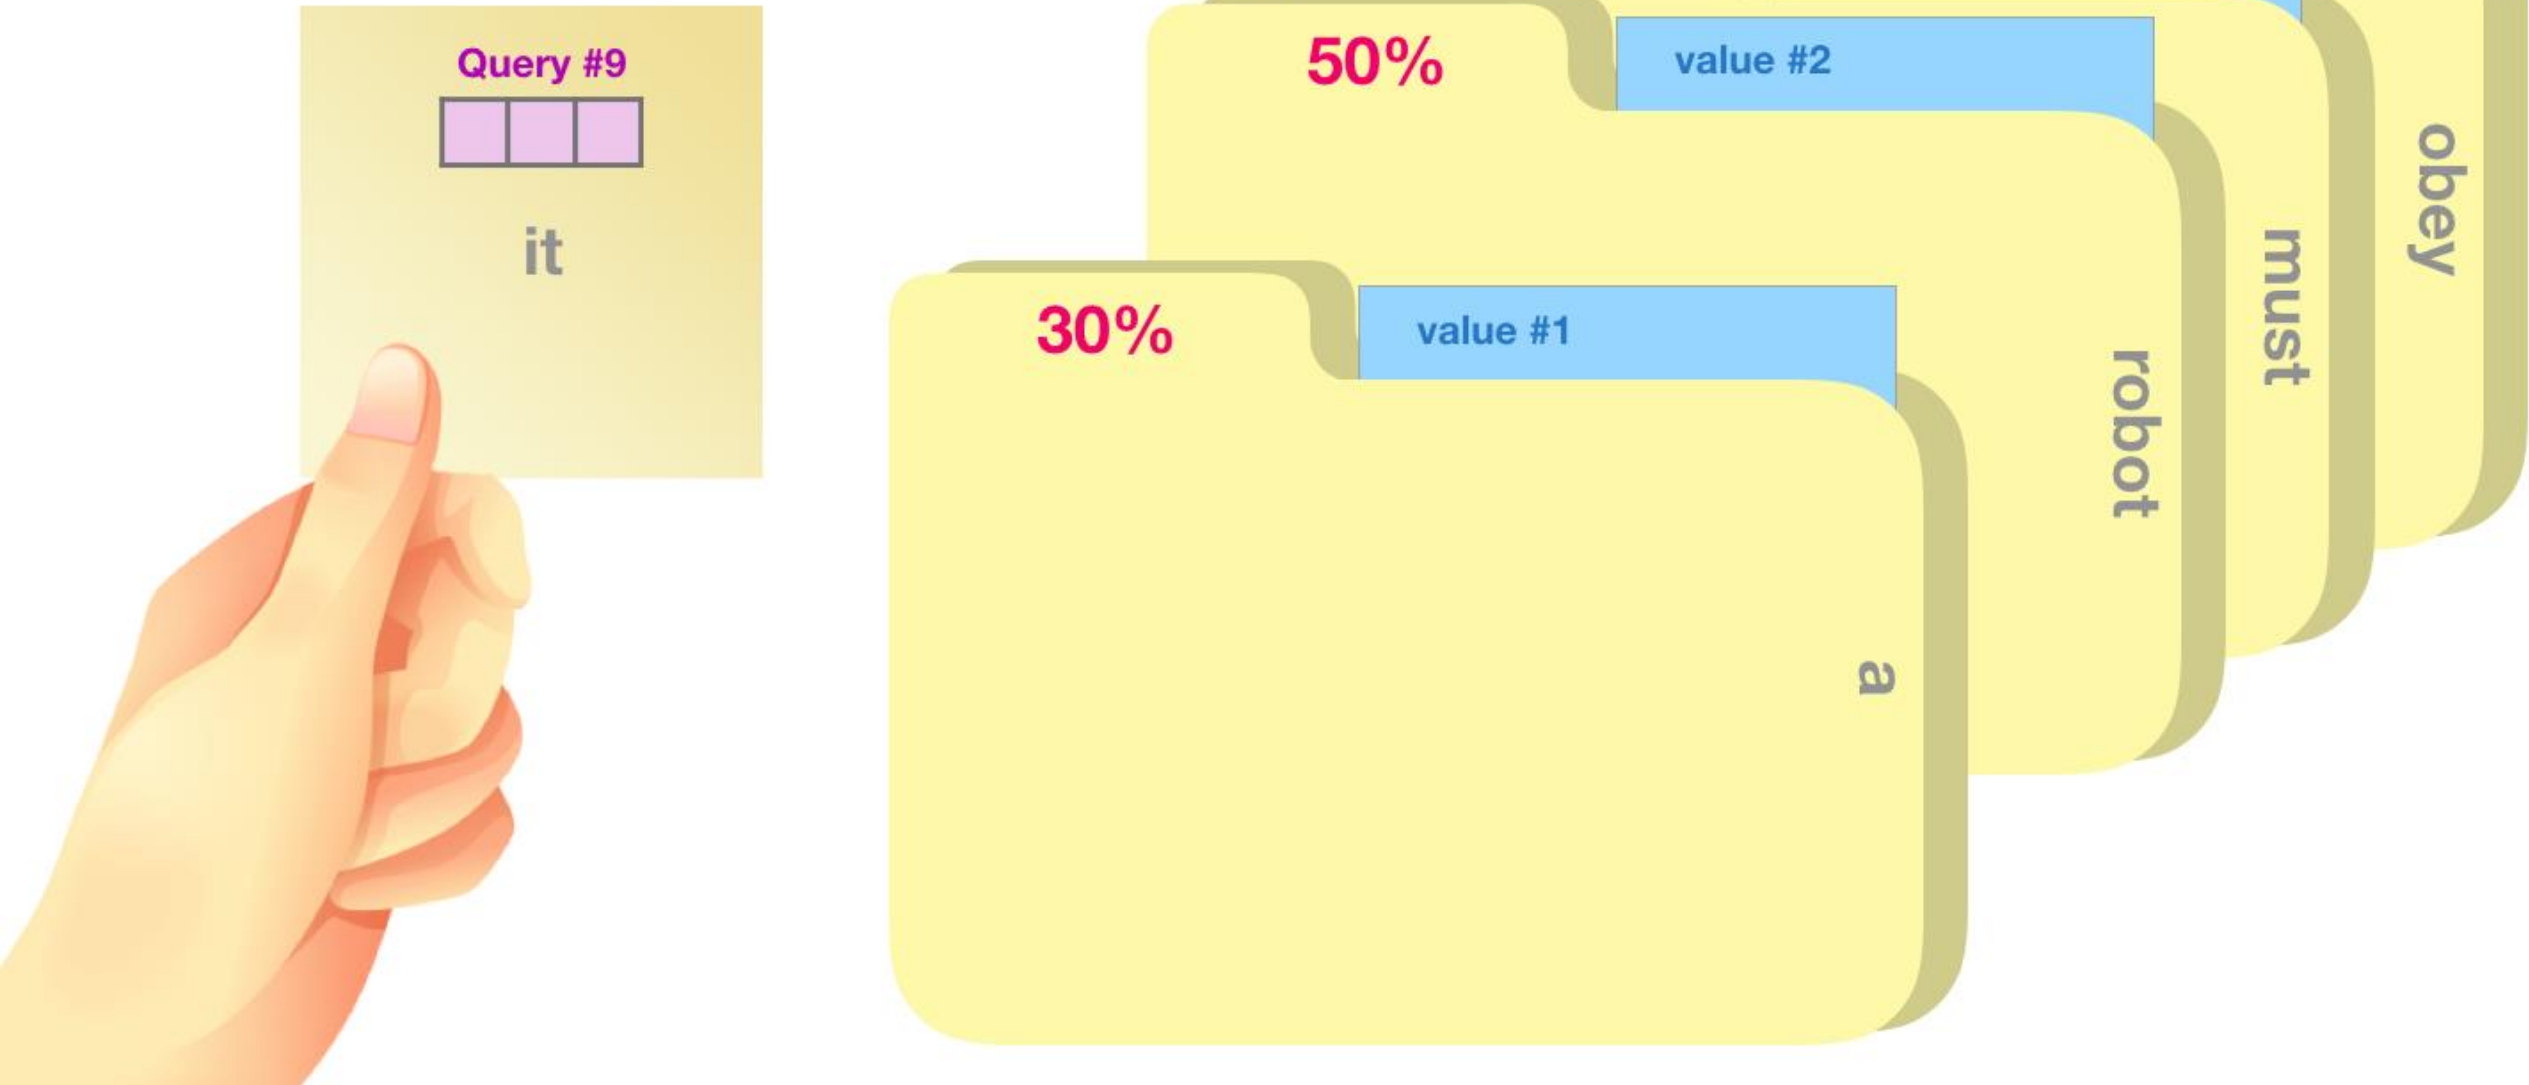 Query #9
it
50%
value #2
30%
value #1
a
robot
must
obey